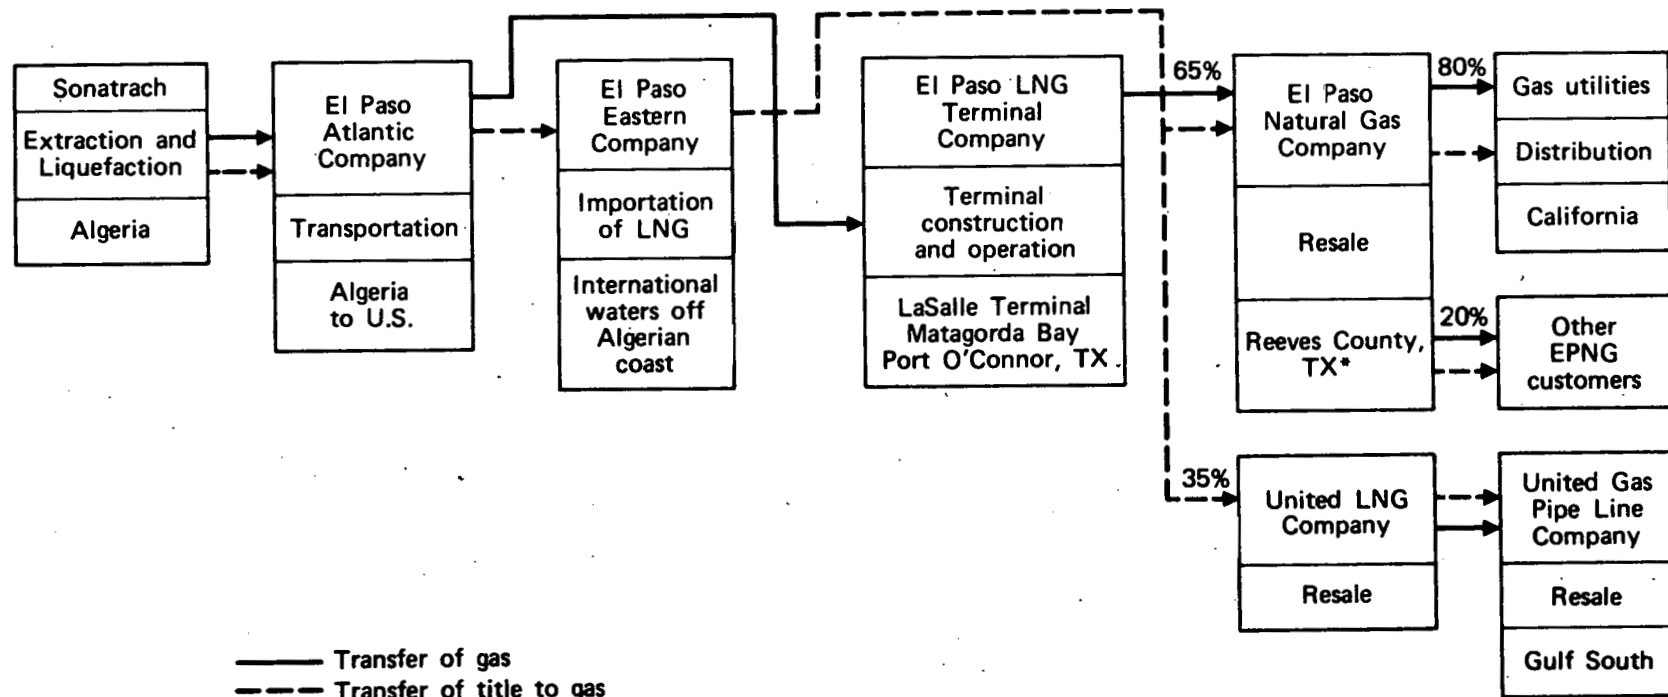 Sonatrach
Extraction and
Liquefaction
Algeria
El Paso
Atlantic
Company
Transportation
Algeria
to U.S.
El Paso
Eastern
Company
Importation
of LNG
International
waters off
Algerian
coast
El Paso LNG
Terminal
Company
Terminal
construction
and operation
LaSalle Terminal
Matagorda Bay
Port O'Connor, TX
65%
El Paso
Natural Gas
Company
Resale
Reeves County,
TX*
80%
Gas utilities
Distribution
California
20%
Other
EPNG
customers
35%
United LNG
Company
Resale
United Gas
Pipe Line
Company
Resale
Gulf South
Transfer of gas
Transfer of title to gas